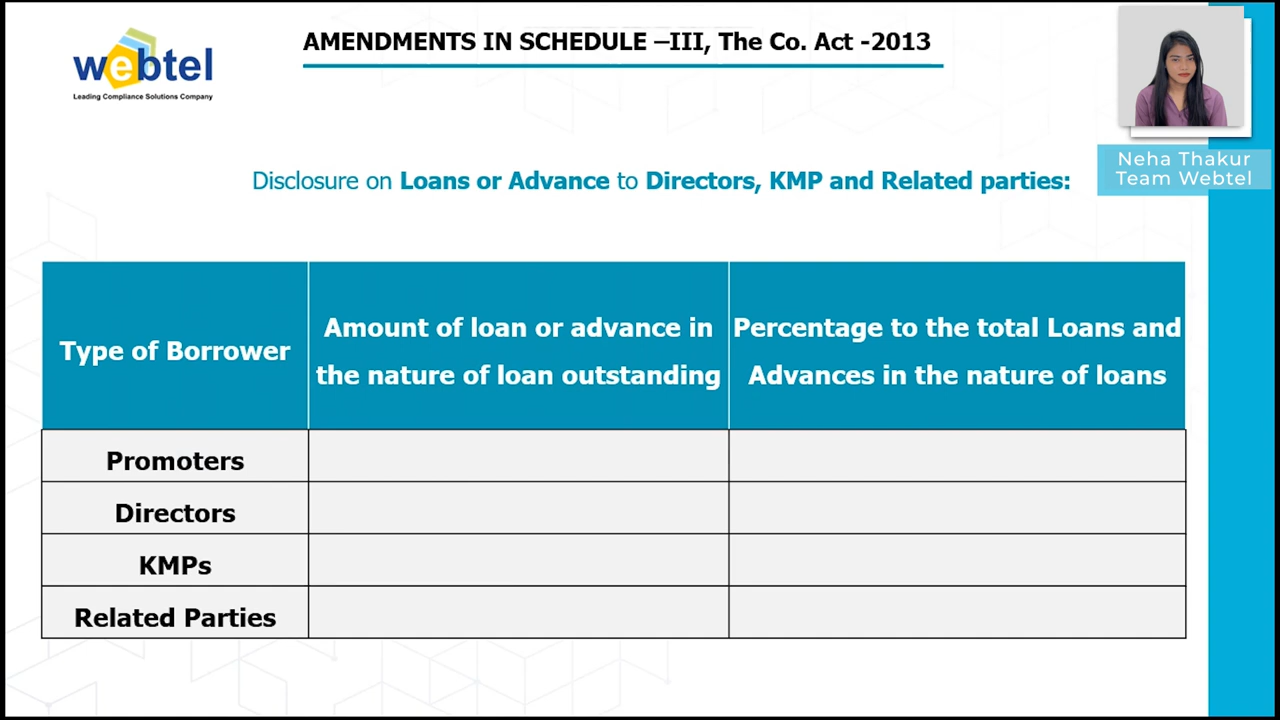 webtel
Leading Compliance Solutions Company
AMENDMENTS IN SCHEDULE –III, The Co. Act -2013
Neha Thakur
Team Webtel
Disclosure on Loans or Advance to Directors, KMP and Related parties:
Type of Borrower
Amount of loan or advance in
the nature of loan outstanding
Percentage to the total Loans and
Advances in the nature of loans
Promoters
Directors
KMPs
Related Parties